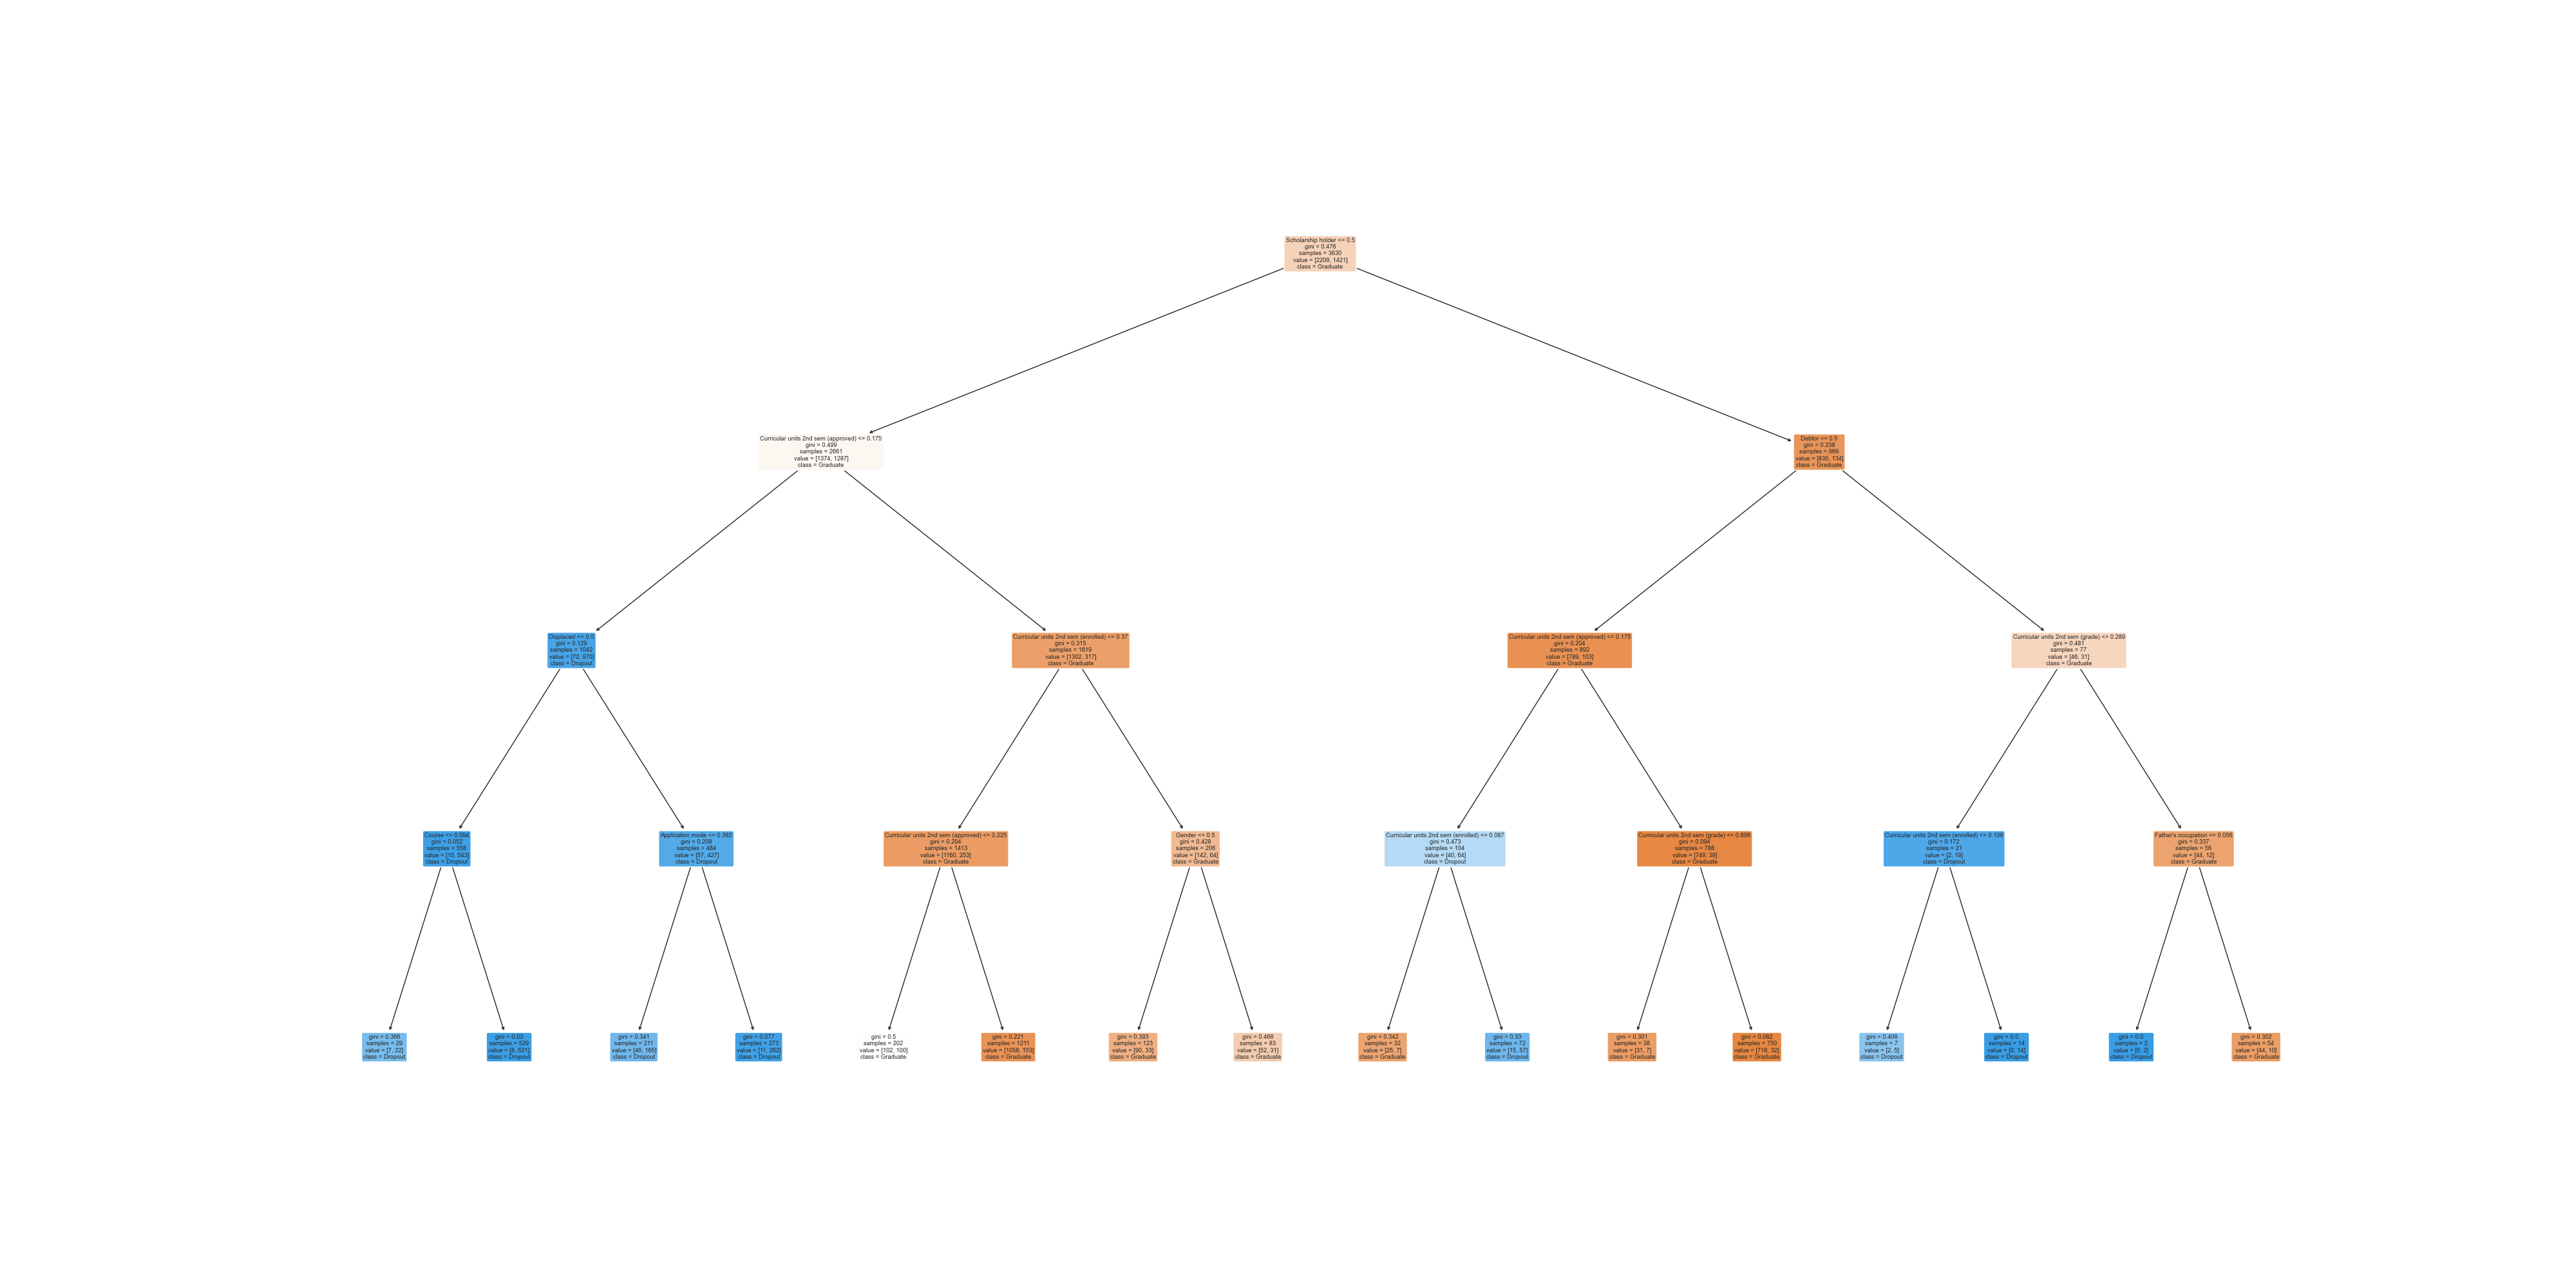 Scholarship holder <= 0.5
gini = 0.476
samples = 3630
value = [2209, 1421]
class = Graduate
Curricular units 2nd sem (approved) <= 0.175
gini = 0.499
samples = 2661
value = [1374, 1287]
class = Graduate
Debtor <= 0.5
gini = 0.238
samples = 969
value = [835, 134]
class = Graduate
Displaced <= 0.5
gini = 0.129
samples = 1042
value = [72, 970]
class = Dropout
Curricular units 2nd sem (enrolled) <= 0.37
gini = 0.315
samples = 1619
value = [1302, 317]
class = Graduate
Curricular units 2nd sem (approved) <= 0.175
gini = 0.204
samples = 892
value = [789, 103]
class = Graduate
Curricular units 2nd sem (grade) <= 0.289
gini = 0.481
samples = 77
value = [46, 31]
class = Graduate
Course <= 0.094
gini = 0.052
samples = 558
value = [15, 543]
class = Dropout
Application mode <= 0.362
gini = 0.208
samples = 484
value = [57, 427]
class = Dropout
Curricular units 2nd sem (approved) <= 0.225
gini = 0.294
samples = 1413
value = [1160, 253]
class = Graduate
Gender <= 0.5
gini = 0.428
samples = 206
value = [142, 64]
class = Graduate
Curricular units 2nd sem (enrolled) <= 0.087
gini = 0.473
samples = 104
value = [40, 64]
class = Dropout
Curricular units 2nd sem (grade) <= 0.606
gini = 0.094
samples = 788
value = [749, 39]
class = Graduate
Curricular units 2nd sem (enrolled) <= 0.109
gini = 0.172
samples = 21
value = [2, 19]
class = Dropout
Father's occupation <= 0.056
gini = 0.337
samples = 56
value = [44, 12]
class = Graduate
gini = 0.366
samples = 29
value = [7, 22]
class = Dropout
gini = 0.03
samples = 529
value = [8, 521]
class = Dropout
gini = 0.341
samples = 211
value = [46, 165]
class = Dropout
gini = 0.077
samples = 273
value = [11, 262]
class = Dropout
gini = 0.5
samples = 202
value = [102, 100]
class = Graduate
gini = 0.221
samples = 1211
value = [1058, 153]
class = Graduate
gini = 0.393
samples = 123
value = [90, 33]
class = Graduate
gini = 0.468
samples = 83
value = [52, 31]
class = Graduate
gini = 0.342
samples = 32
value = [25, 7]
class = Graduate
gini = 0.33
samples = 72
value = [15, 57]
class = Dropout
gini = 0.301
samples = 38
value = [31, 7]
class = Graduate
gini = 0.082
samples = 750
value = [718, 32]
class = Graduate
gini = 0.408
samples = 7
value = [2, 5]
class = Dropout
gini = 0.0
samples = 14
value = [0, 14]
class = Dropout
gini = 0.0
samples = 2
value = [0, 2]
class = Dropout
gini = 0.302
samples = 54
value = [44, 10]
class = Graduate